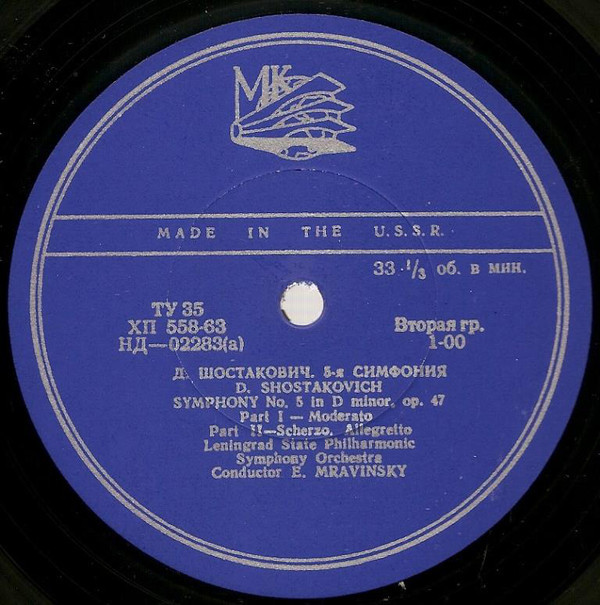 МК
MADE IN THE U.S.S.R.
33 1/3 об. в мин.
ТУ 35
ХП 558-63
НД—02283(а)
Вторая гр.
1-00
Д. ШОСТАКОВИЧ. 5-я СИМФОНИЯ
D. SHOSTAKOVICH
SYMPHONY No. 5 in D minor, op. 47
Part I — Moderato
Part II—Scherzo. Allegretto
Leningrad State Philharmonic
Symphony Orchestra
Conductor E. MRAVINSKY